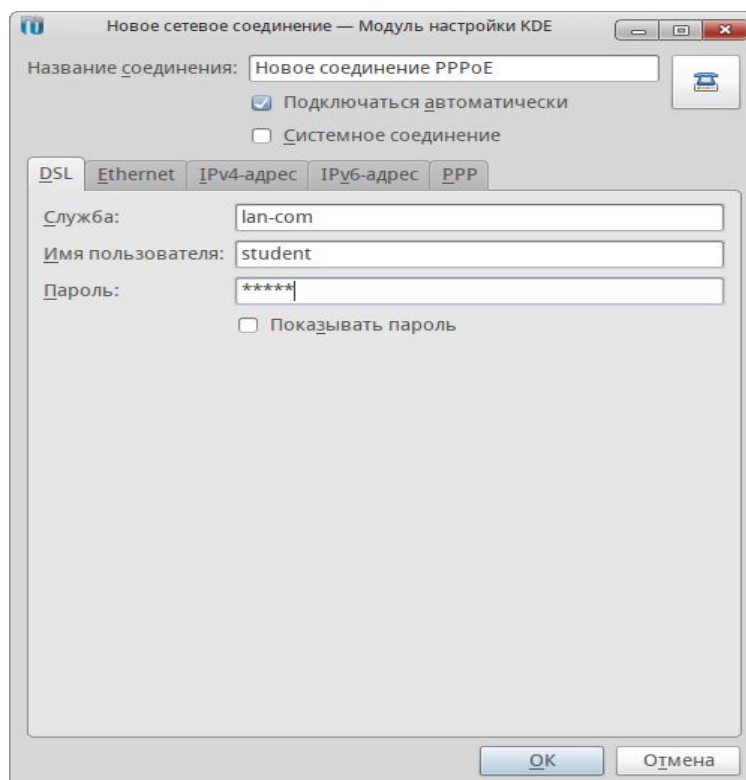 Новое сетевое соединение — Модуль настройки KDE
Название соединения: Новое соединение PPPoE
Подключаться автоматически
Системное соединение
DSL Ethernet IPv4-адрес IPv6-адрес PPP
Служба: lan-com
Имя пользователя: student
Пароль: *****
Показывать пароль
OK Отмена